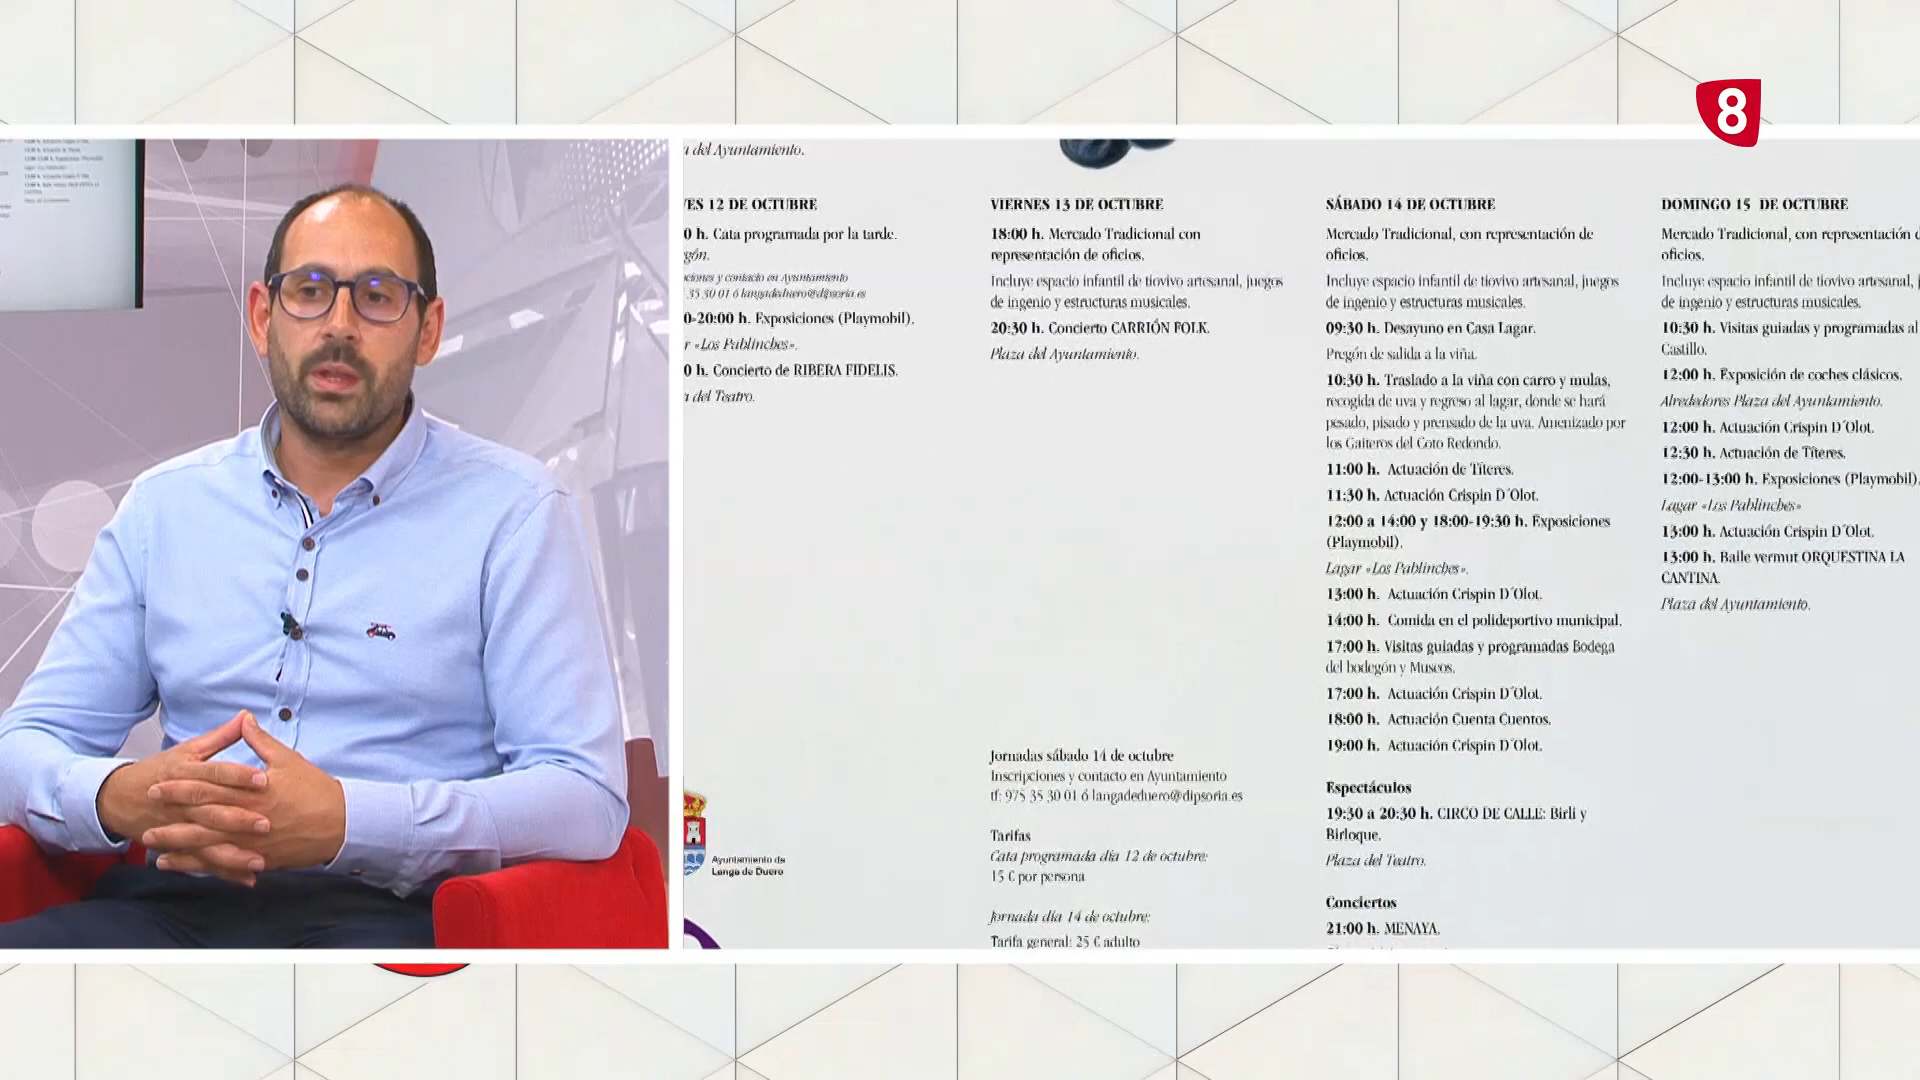 8
a del Ayuntamiento.
VES 12 DE OCTUBRE
0 h. Cata programada por la tarde.
gón.
ciones y contacto en Ayuntamiento
35 30 01 ó langadeduero@dipsoria.es
0-20:00 h. Exposiciones (Playmobil).
r «Los Pablinches».
0 h. Concierto de RIBERA FIDELIS.
a del Teatro.
Ayuntamiento de
Langa de Duero
VIERNES 13 DE OCTUBRE
18:00 h. Mercado Tradicional con
representación de oficios.
Incluye espacio infantil de tiovivo artesanal, juegos
de ingenio y estructuras musicales.
20:30 h. Concierto CARRIÓN FOLK.
Plaza del Ayuntamiento.
Jornadas sábado 14 de octubre
Inscripciones y contacto en Ayuntamiento
tf: 975 35 30 01 ó langadeduero@dipsoria.es
Tarifas
Cata programada día 12 de octubre:
15 € por persona
Jornada día 14 de octubre:
Tarifa general: 25 € adulto
SÁBADO 14 DE OCTUBRE
Mercado Tradicional, con representación de
oficios.
Incluye espacio infantil de tiovivo artesanal, juegos
de ingenio y estructuras musicales.
09:30 h. Desayuno en Casa Lagar.
Pregón de salida a la viña.
10:30 h. Traslado a la viña con carro y mulas,
recogida de uva y regreso al lagar, donde se hará
pesado, pisado y prensado de la uva. Amenizado por
los Gaiteros del Coto Redondo.
11:00 h. Actuación de Títeres.
11:30 h. Actuación Crispin D´Olot.
12:00 a 14:00 y 18:00-19:30 h. Exposiciones
(Playmobil).
Lagar «Los Pablinches».
13:00 h. Actuación Crispin D´Olot.
14:00 h. Comida en el polideportivo municipal.
17:00 h. Visitas guiadas y programadas Bodega
del bodegón y Museos.
17:00 h. Actuación Crispin D´Olot.
18:00 h. Actuación Cuenta Cuentos.
19:00 h. Actuación Crispin D´Olot.
Espectáculos
19:30 a 20:30 h. CIRCO DE CALLE: Birli y
Birloque.
Plaza del Teatro.
Conciertos
21:00 h. MENAYA.
DOMINGO 15 DE OCTUBRE
Mercado Tradicional, con representación d
oficios.
Incluye espacio infantil de tiovivo artesanal, j
de ingenio y estructuras musicales.
10:30 h. Visitas guiadas y programadas al
Castillo.
12:00 h. Exposición de coches clásicos.
Alrededores Plaza del Ayuntamiento.
12:00 h. Actuación Crispin D´Olot.
12:30 h. Actuación de Títeres.
12:00-13:00 h. Exposiciones (Playmobil).
Lagar «Los Pablinches»
13:00 h. Actuación Crispin D´Olot.
13:00 h. Baile vermut ORQUESTINA LA
CANTINA.
Plaza del Ayuntamiento.